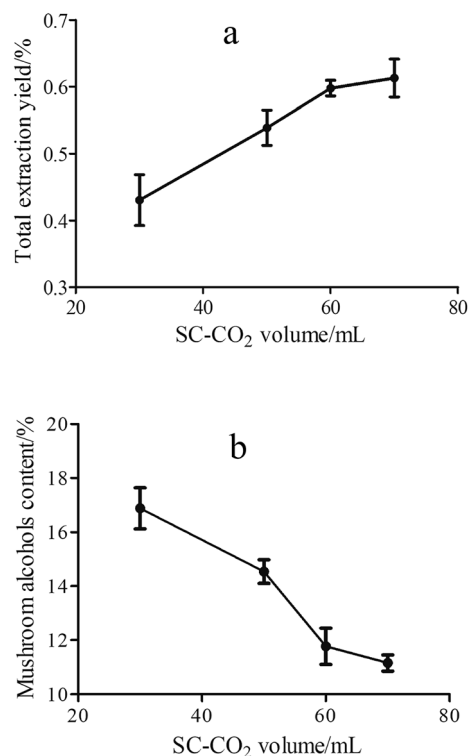 a
Total extraction yield/%
0.7
0.6
0.5
0.4
0.3
20 40 60 80
SC-CO₂ volume/mL
b
Mushroom alcohols content/%
20
18
16
14
12
10
20 40 60 80
SC-CO₂ volume/mL